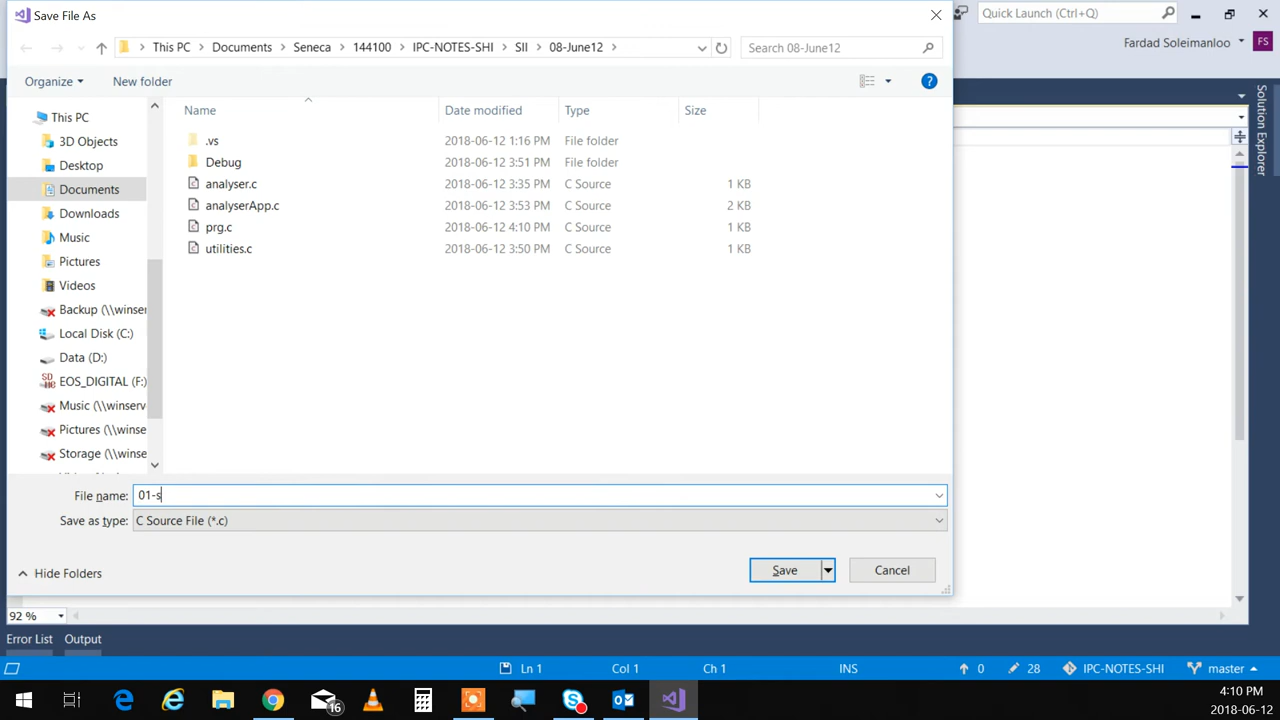 Save File As
Quick Launch (Ctrl+Q)
This PC > Documents > Seneca > 144100 > IPC-NOTES-SHI > SII > 08-June12 >
Search 08-June12
Fardad Soleimanloo
FS
Organize
New folder
?
Name Date modified Type Size
This PC
3D Objects
Desktop
Documents
Downloads
Music
Pictures
Videos
Backup (\\winser
Local Disk (C:)
Data (D:)
EOS_DIGITAL (F:)
Music (\\winserv
Pictures (\\winse
Storage (\\winse
.vs 2018-06-12 1:16 PM File folder
Debug 2018-06-12 3:51 PM File folder
analyser.c 2018-06-12 3:35 PM C Source 1 KB
analyserApp.c 2018-06-12 3:53 PM C Source 2 KB
prg.c 2018-06-12 4:10 PM C Source 1 KB
utilities.c 2018-06-12 3:50 PM C Source 1 KB
Solution Explorer
File name: 01-s
Save as type: C Source File (*.c)
Hide Folders
Save
Cancel
92 %
Error List
Output
Ln 1 Col 1 Ch 1 INS 0 28 IPC-NOTES-SHI master
16
4:10 PM
2018-06-12